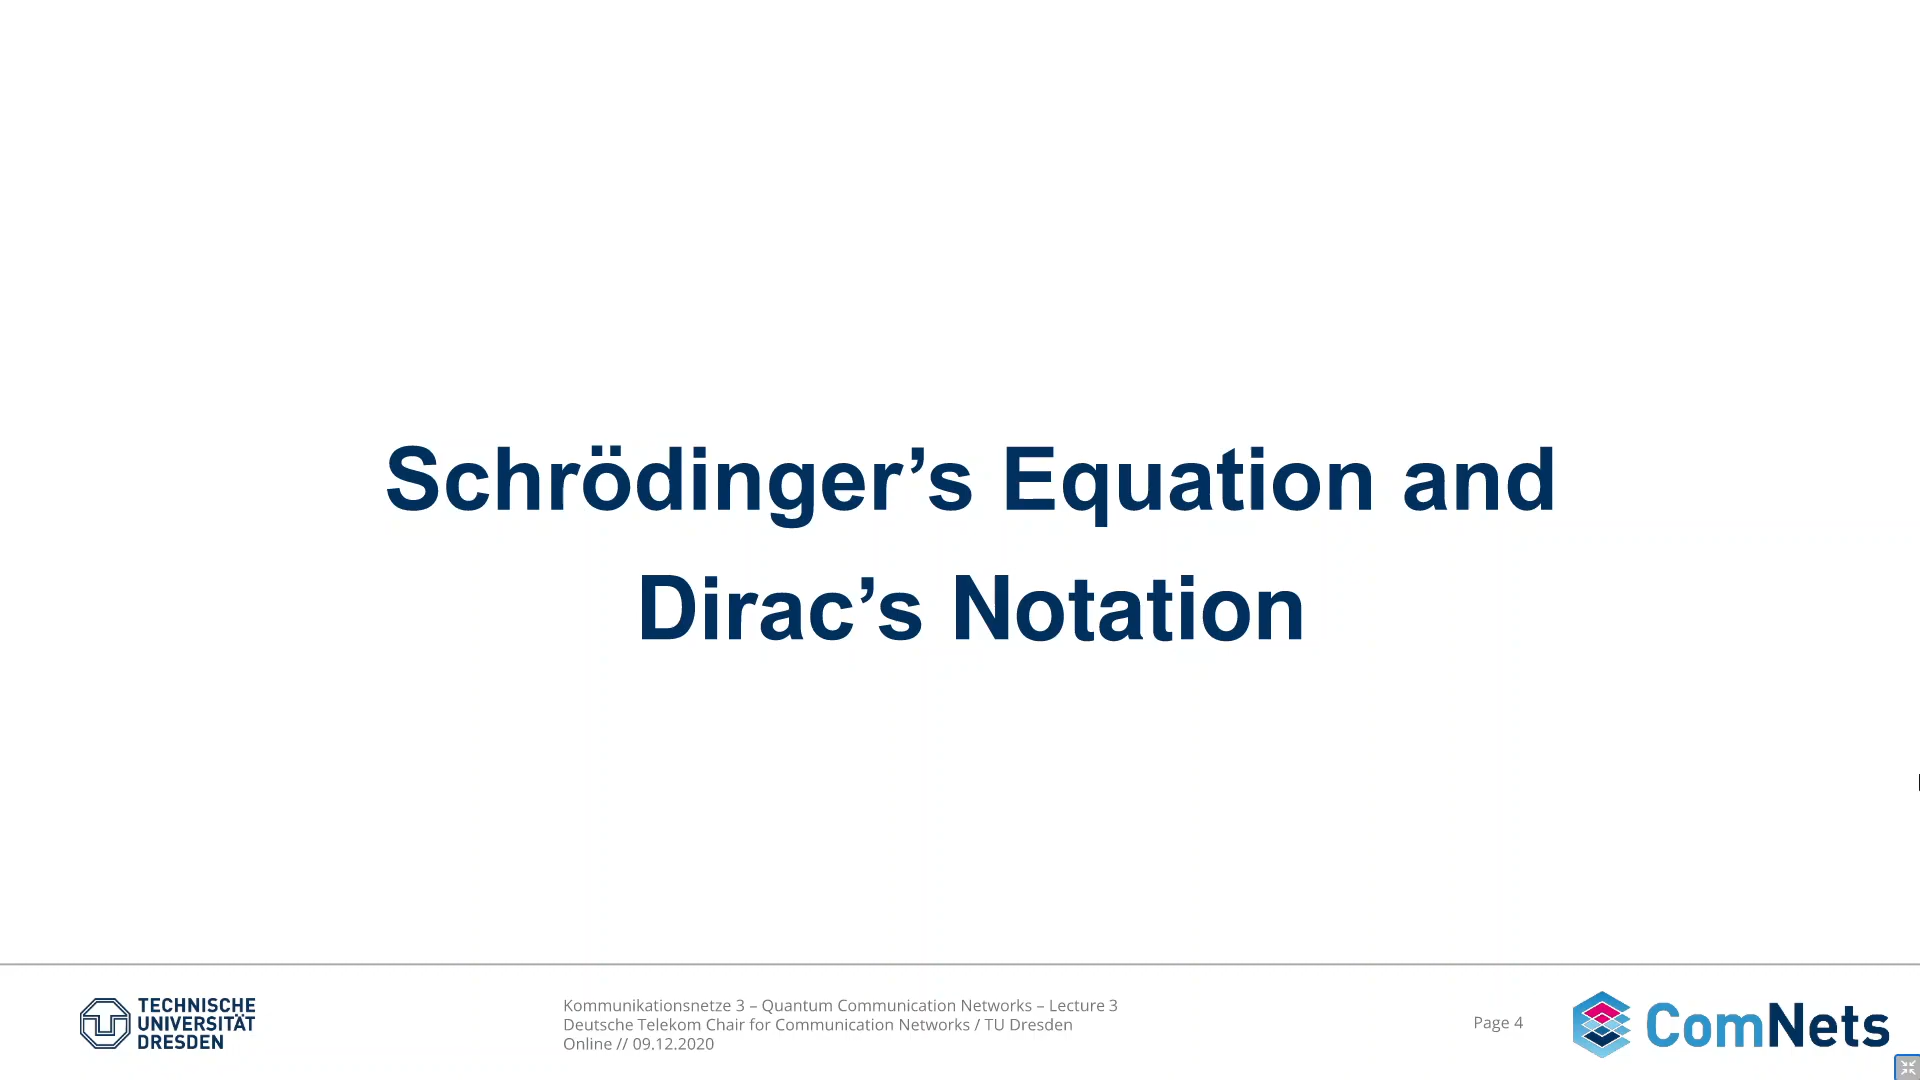 Schrödinger’s Equation and
Dirac’s Notation
TECHNISCHE
UNIVERSITÄT
DRESDEN
Kommunikationsnetze 3 – Quantum Communication Networks – Lecture 3
Deutsche Telekom Chair for Communication Networks / TU Dresden
Online // 09.12.2020
Page 4
ComNets